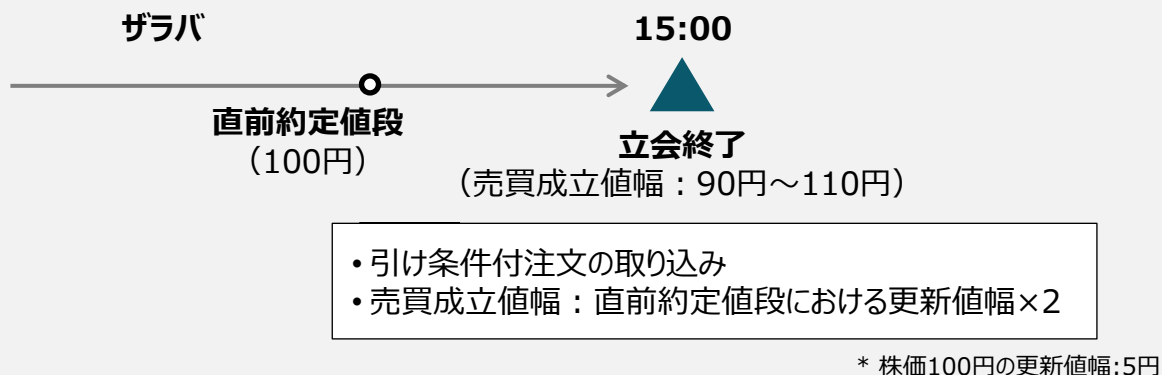 ザラバ
15:00
直前約定値段
（100円）
立会終了
（売買成立値幅：90円～110円）
• 引け条件付注文の取り込み
• 売買成立値幅：直前約定値段における更新値幅×2
* 株価100円の更新値幅:5円